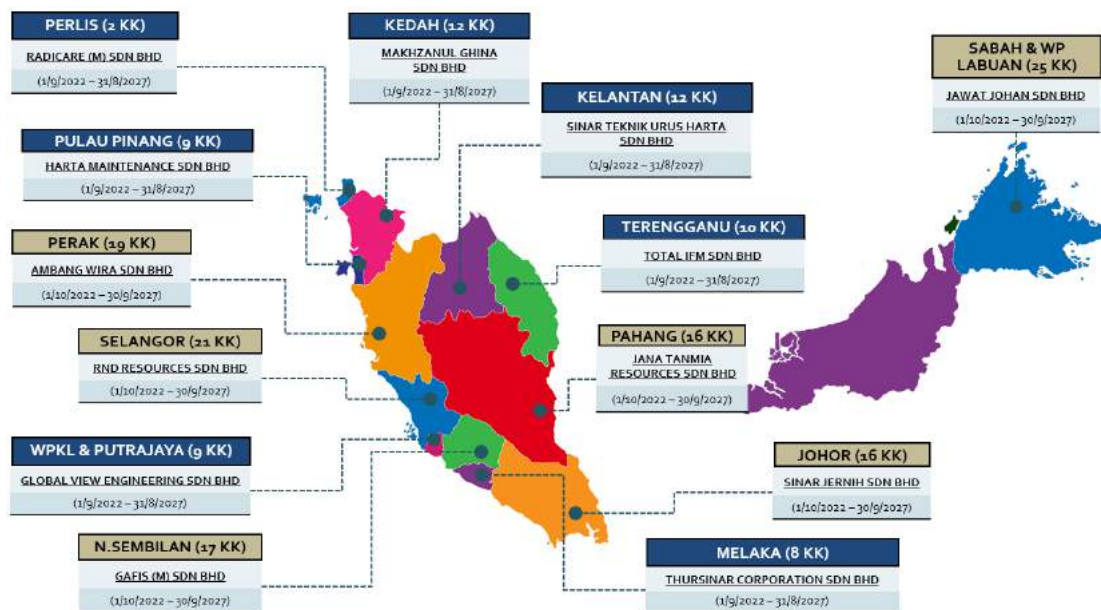 PERLIS (2 KK)
RADICARE (M) SDN BHD
(1/9/2022 – 31/8/2027)
KEDAH (12 KK)
MAKHZANUL GHINA
SDN BHD
(1/9/2022 – 31/8/2027)
SABAH & WP
LABUAN (25 KK)
JAWAT JOHAN SDN BHD
(1/10/2022 – 30/9/2027)
KELANTAN (12 KK)
SINAR TEKNIK URUS HARTA
SDN BHD
(1/9/2022 – 31/8/2027)
PULAU PINANG (9 KK)
HARTA MAINTENANCE SDN BHD
(1/9/2022 – 31/8/2027)
TERENGGANU (10 KK)
TOTAL IFM SDN BHD
(1/9/2022 – 31/8/2027)
PERAK (19 KK)
AMBANG WIRA SDN BHD
(1/10/2022 – 30/9/2027)
SELANGOR (21 KK)
RND RESOURCES SDN BHD
(1/10/2022 – 30/9/2027)
PAHANG (16 KK)
JANA TANMIA
RESOURCES SDN BHD
(1/10/2022 – 30/9/2027)
WPKL & PUTRAJAYA (9 KK)
GLOBAL VIEW ENGINEERING SDN BHD
(1/9/2022 – 31/8/2027)
JOHOR (16 KK)
SINAR JERNIH SDN BHD
(1/10/2022 – 30/9/2027)
N.SEMBILAN (17 KK)
GAFIS (M) SDN BHD
(1/10/2022 – 30/9/2027)
MELAKA (8 KK)
THURSINAR CORPORATION SDN BHD
(1/9/2022 – 31/8/2027)